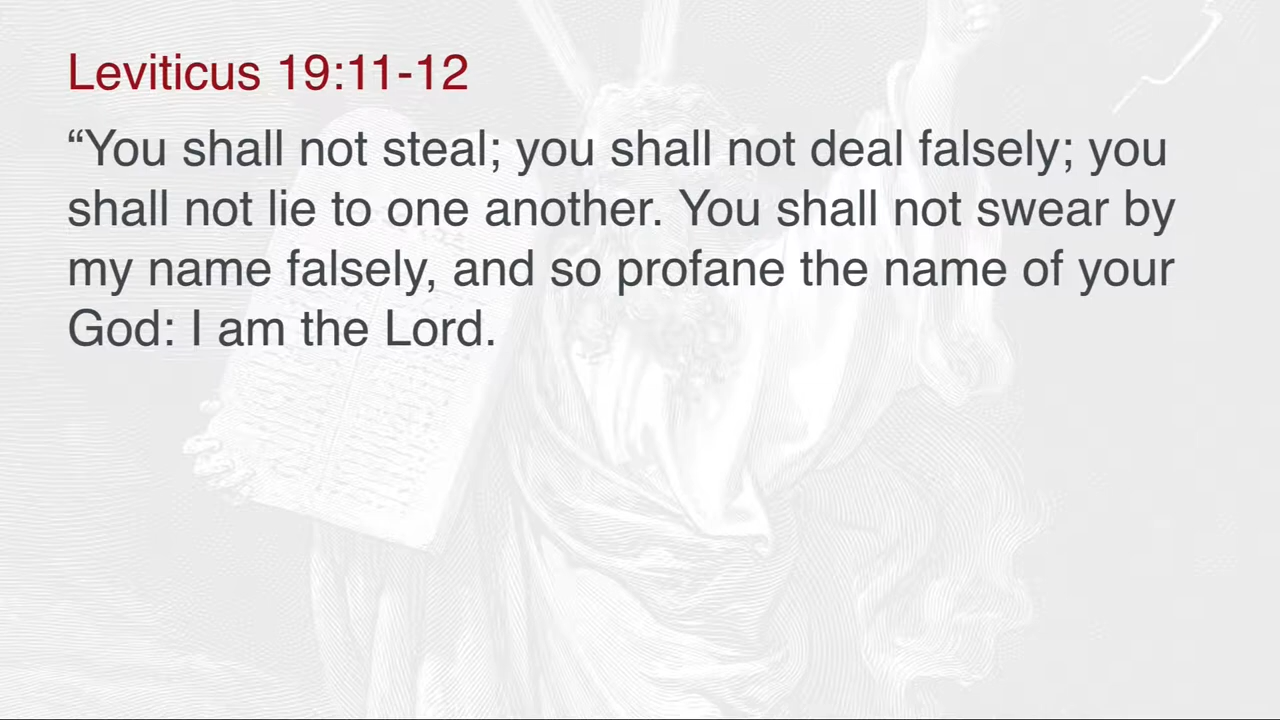 Leviticus 19:11-12
“You shall not steal; you shall not deal falsely; you
shall not lie to one another. You shall not swear by
my name falsely, and so profane the name of your
God: I am the Lord.